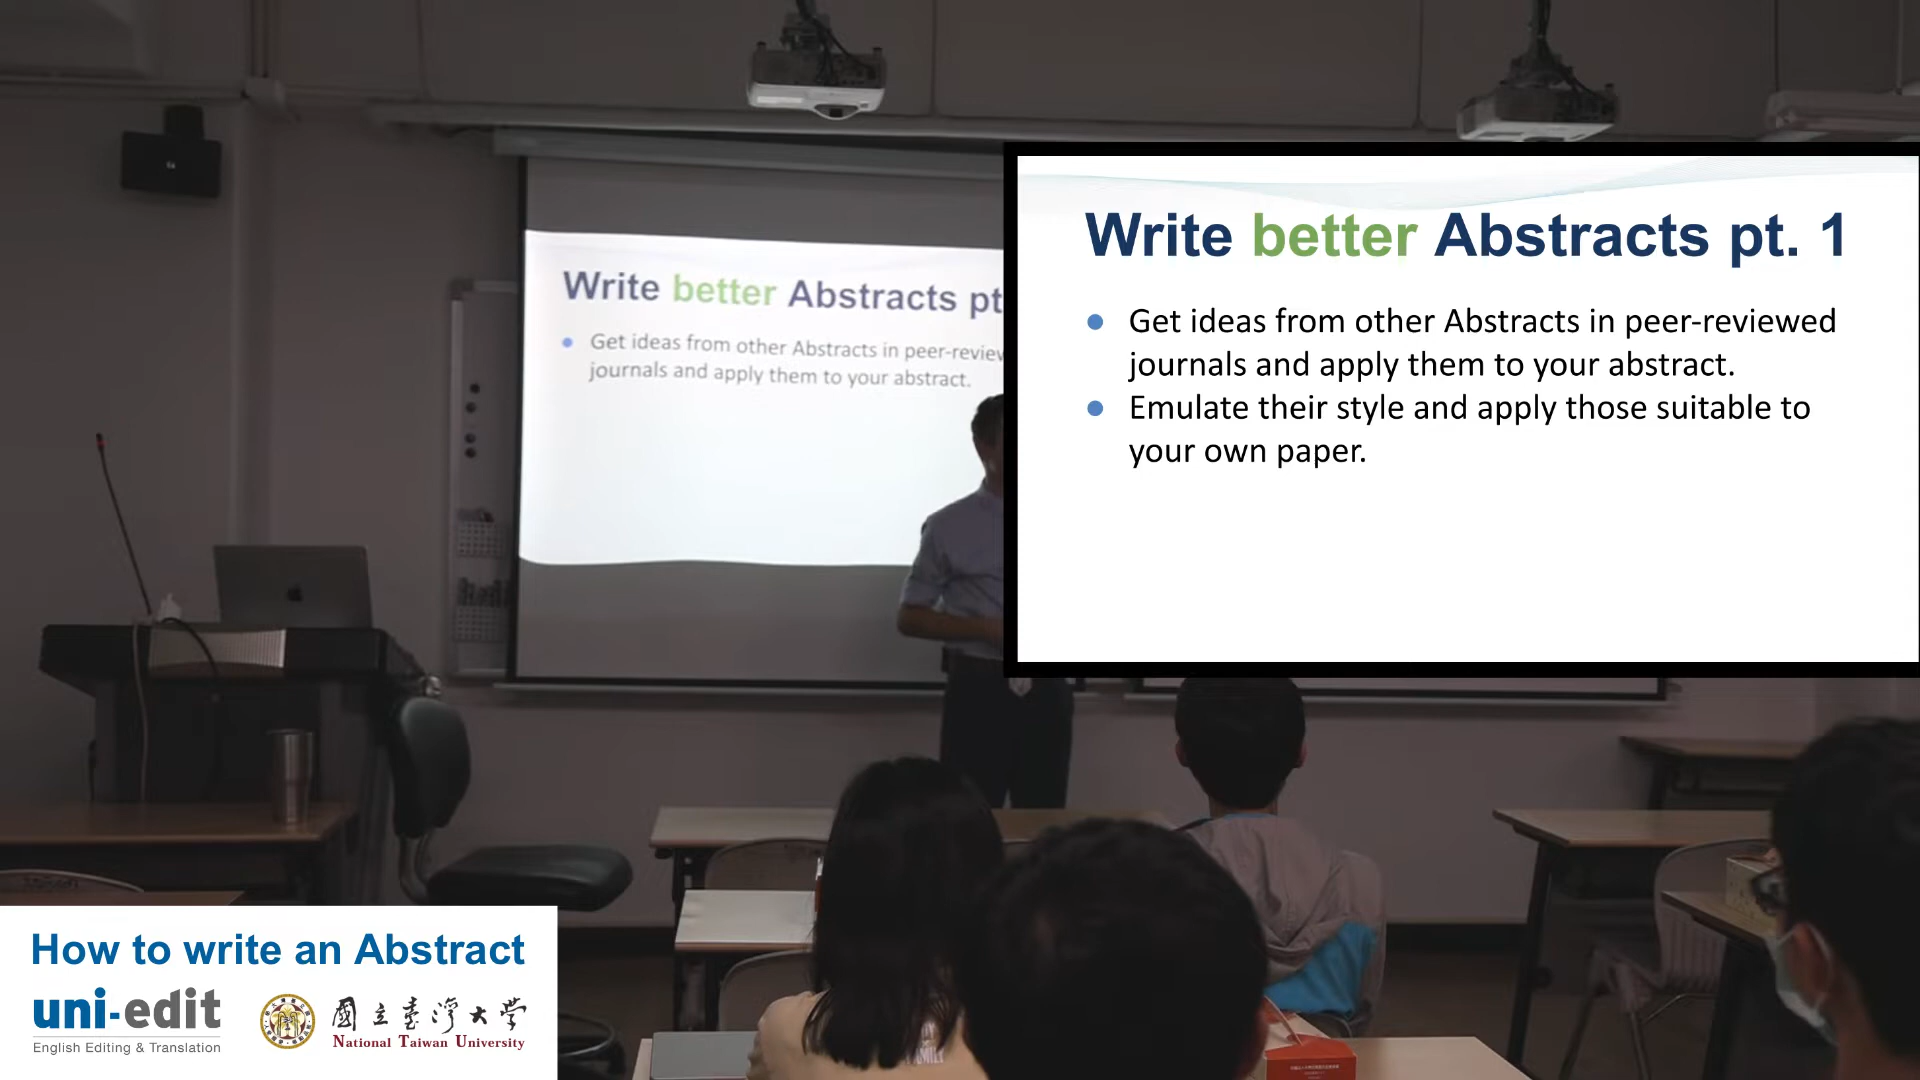 Write better Abstracts pt
Get ideas from other Abstracts in peer-review
journals and apply them to your abstract.
Write better Abstracts pt. 1
Get ideas from other Abstracts in peer-reviewed
journals and apply them to your abstract.
Emulate their style and apply those suitable to
your own paper.
How to write an Abstract
uni-edit
English Editing & Translation
國立臺灣大學
National Taiwan University
FAMILY